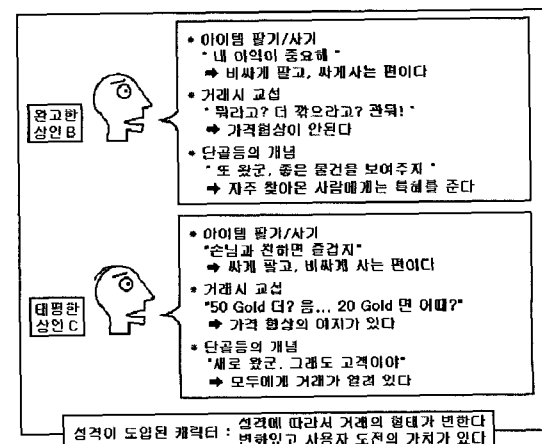 * 아이템 팔기/사기
" 내 이익이 중요해 "
➡ 비싸게 팔고, 싸게사는 편이다
* 거래시 교섭
" 뭐라고? 더 깎으라고? 관둬! "
➡ 가격협상이 안된다
* 단골등의 개념
" 또 왔군, 좋은 물건을 보여주지 "
➡ 자주 찾아온 사람에게는 특혜를 준다
완고한
상인 B
* 아이템 팔기/사기
"손님과 친하면 즐겁지"
➡ 싸게 팔고, 비싸게 사는 편이다
* 거래시 교섭
"50 Gold 더? 음... 20 Gold 면 어때?"
➡ 가격 협상의 여지가 있다
* 단골등의 개념
"새로 왔군, 그래도 고객이야"
➡ 모두에게 거래가 열려 있다
태평한
상인 C
성격이 도입된 캐릭터 : 성격에 따라서 거래의 형태가 변한다
변화있고 사용자 도전의 가치가 있다